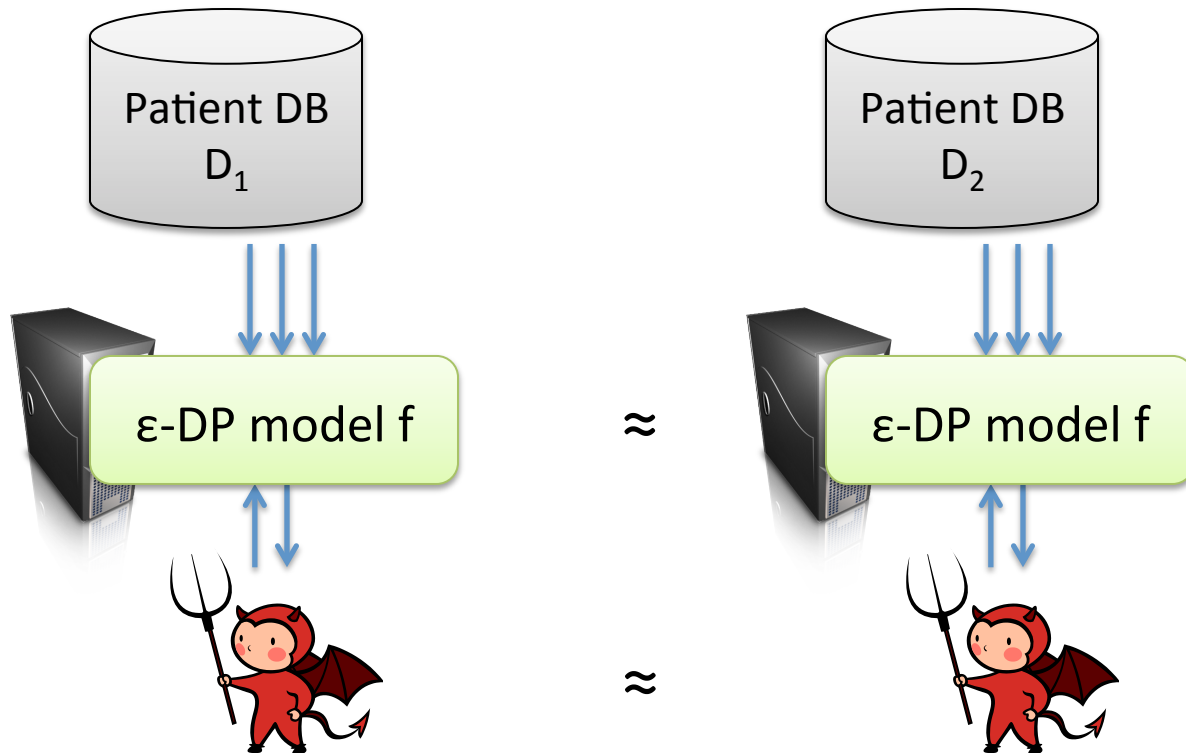 Patient DB
D₁
Patient DB
D₂
ε-DP model f
≈
ε-DP model f
≈